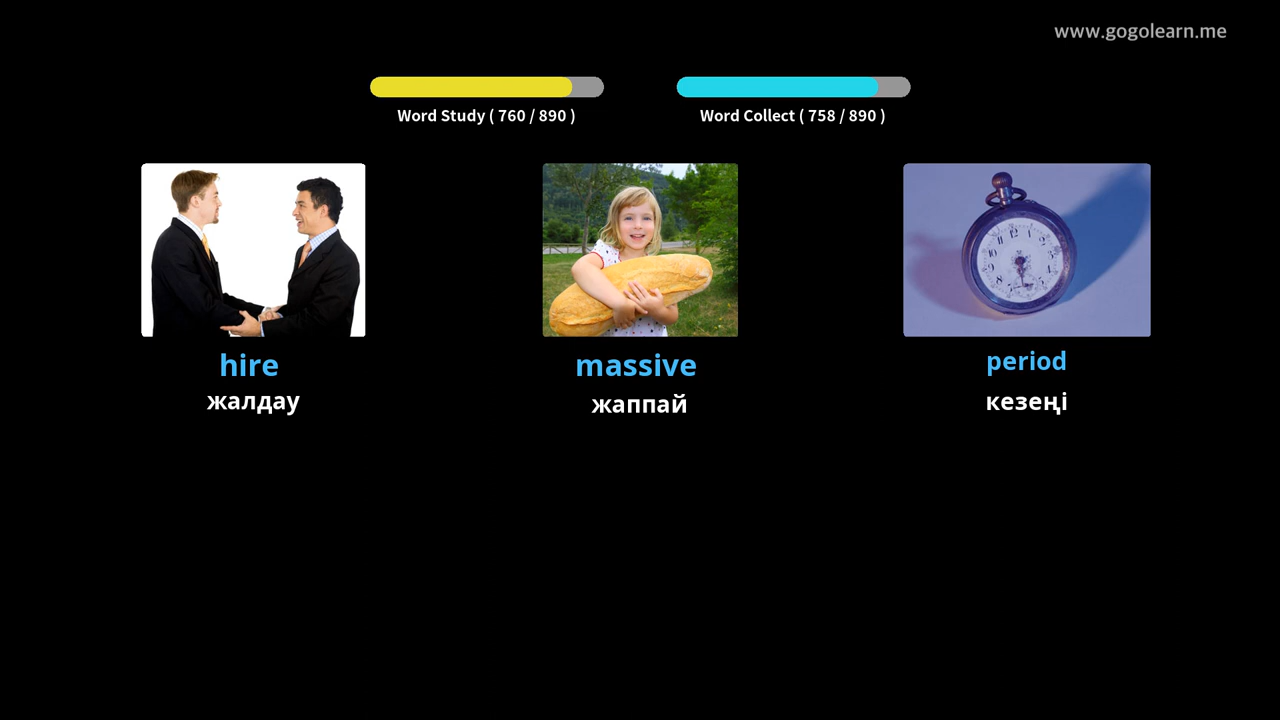 www.gogolearn.me
Word Study ( 760 / 890 )
Word Collect ( 758 / 890 )
hire
жалдау
massive
жаппай
period
кезеңі